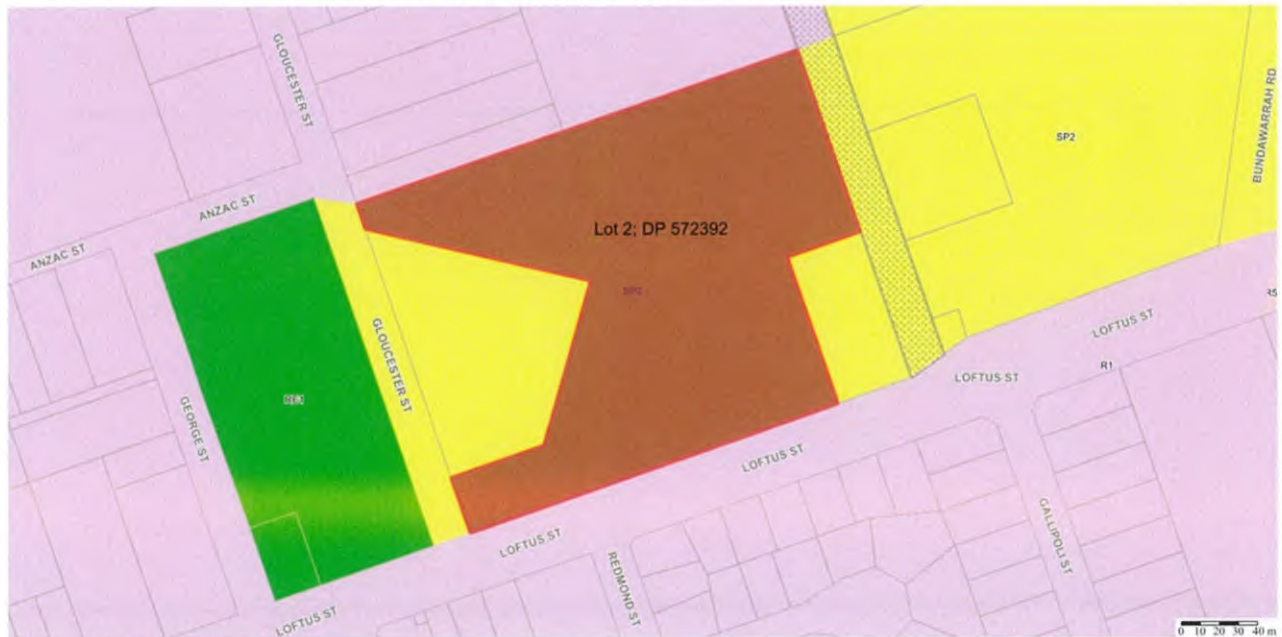 GLOUCESTER ST
BUNDAWARRAH RD
SP2
ANZAC ST
ANZAC ST
Lot 2; DP 572392
SP2
GLOUCESTER ST
LOFTUS ST
R5
LOFTUS ST
R1
RE1
GEORGE ST
LOFTUS ST
GALLIPOLI ST
LOFTUS ST
REDMOND ST
LOFTUS ST
0 10 20 30 40 m